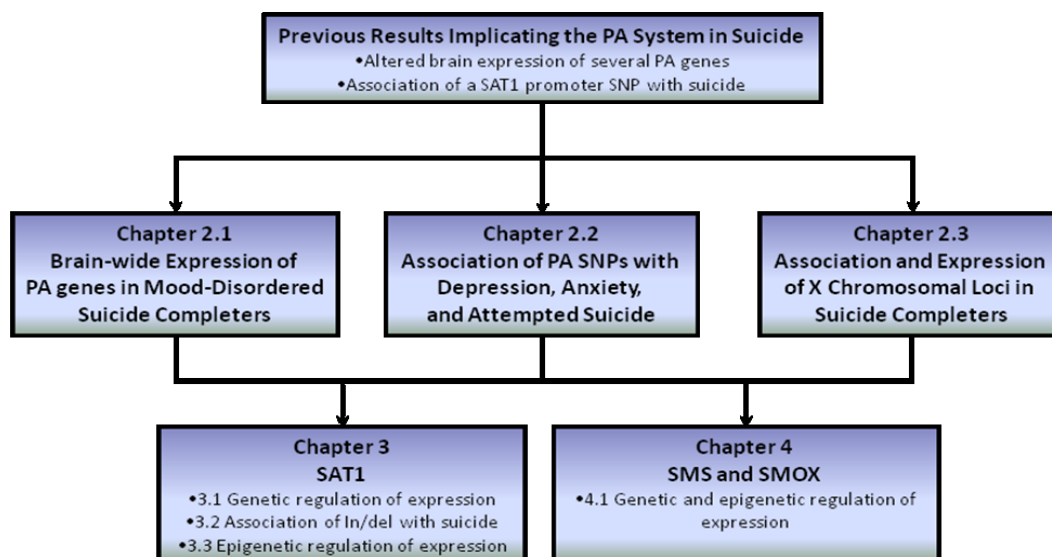 Previous Results Implicating the PA System in Suicide
•Altered brain expression of several PA genes
•Association of a SAT1 promoter SNP with suicide
Chapter 2.1
Brain-wide Expression of
PA genes in Mood-Disordered
Suicide Completers
Chapter 2.2
Association of PA SNPs with
Depression, Anxiety,
and Attempted Suicide
Chapter 2.3
Association and Expression
of X Chromosomal Loci in
Suicide Completers
Chapter 3
SAT1
•3.1 Genetic regulation of expression
•3.2 Association of In/del with suicide
•3.3 Epigenetic regulation of expression
Chapter 4
SMS and SMOX
•4.1 Genetic and epigenetic regulation of
expression